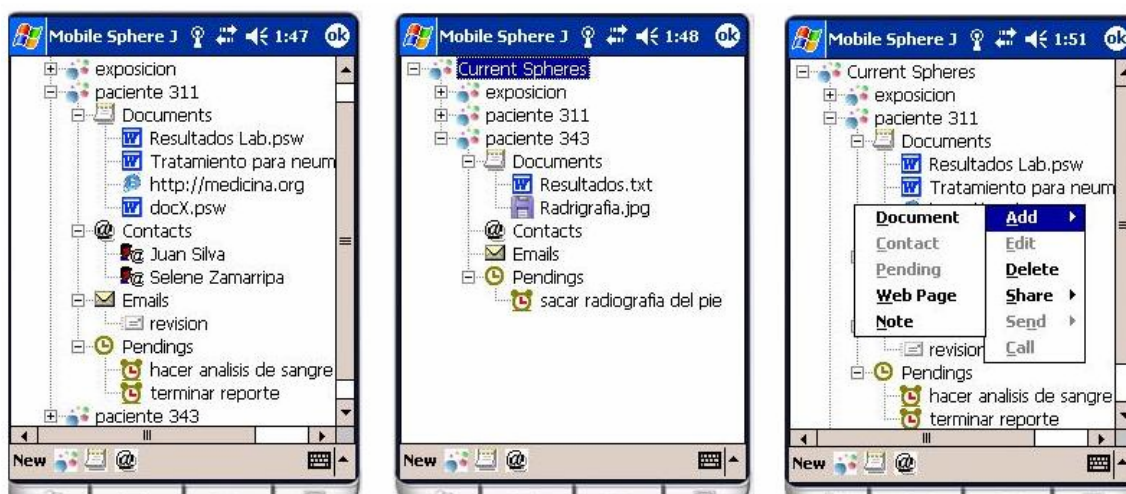 Mobile Sphere J 1:47 ok
exposicion
paciente 311
Documents
Resultados Lab.psw
Tratamiento para neum
http://medicina.org
docX.psw
Contacts
Juan Silva
Selene Zamarripa
Emails
revision
Pendings
hacer analisis de sangre
terminar reporte
paciente 343
New
Mobile Sphere J 1:48 ok
Current Spheres
exposicion
paciente 311
paciente 343
Documents
Resultados.txt
Radrigrafia.jpg
Contacts
Emails
Pendings
sacar radiografia del pie
New
Mobile Sphere J 1:51 ok
Current Spheres
exposicion
paciente 311
Documents
Resultados Lab.psw
Tratamiento para neum
Document
Contact
Pending
Web Page
Note
Add
Edit
Delete
Share
Send
Call
revision
Pendings
hacer analisis de sangre
terminar reporte
New